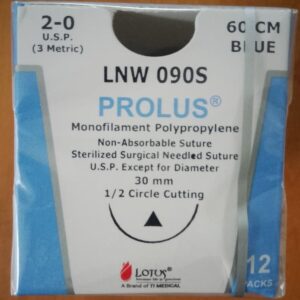 2-0
U.S.P.
(3 Metric)
60 CM
BLUE
LNW 090S
PROLUS®
Monofilament Polypropylene
Non-Absorbable Suture
Sterilized Surgical Needled Suture
U.S.P. Except for Diameter
30 mm
1/2 Circle Cutting
LOTUS®
A Brand of TI MEDICAL
12
PACKS